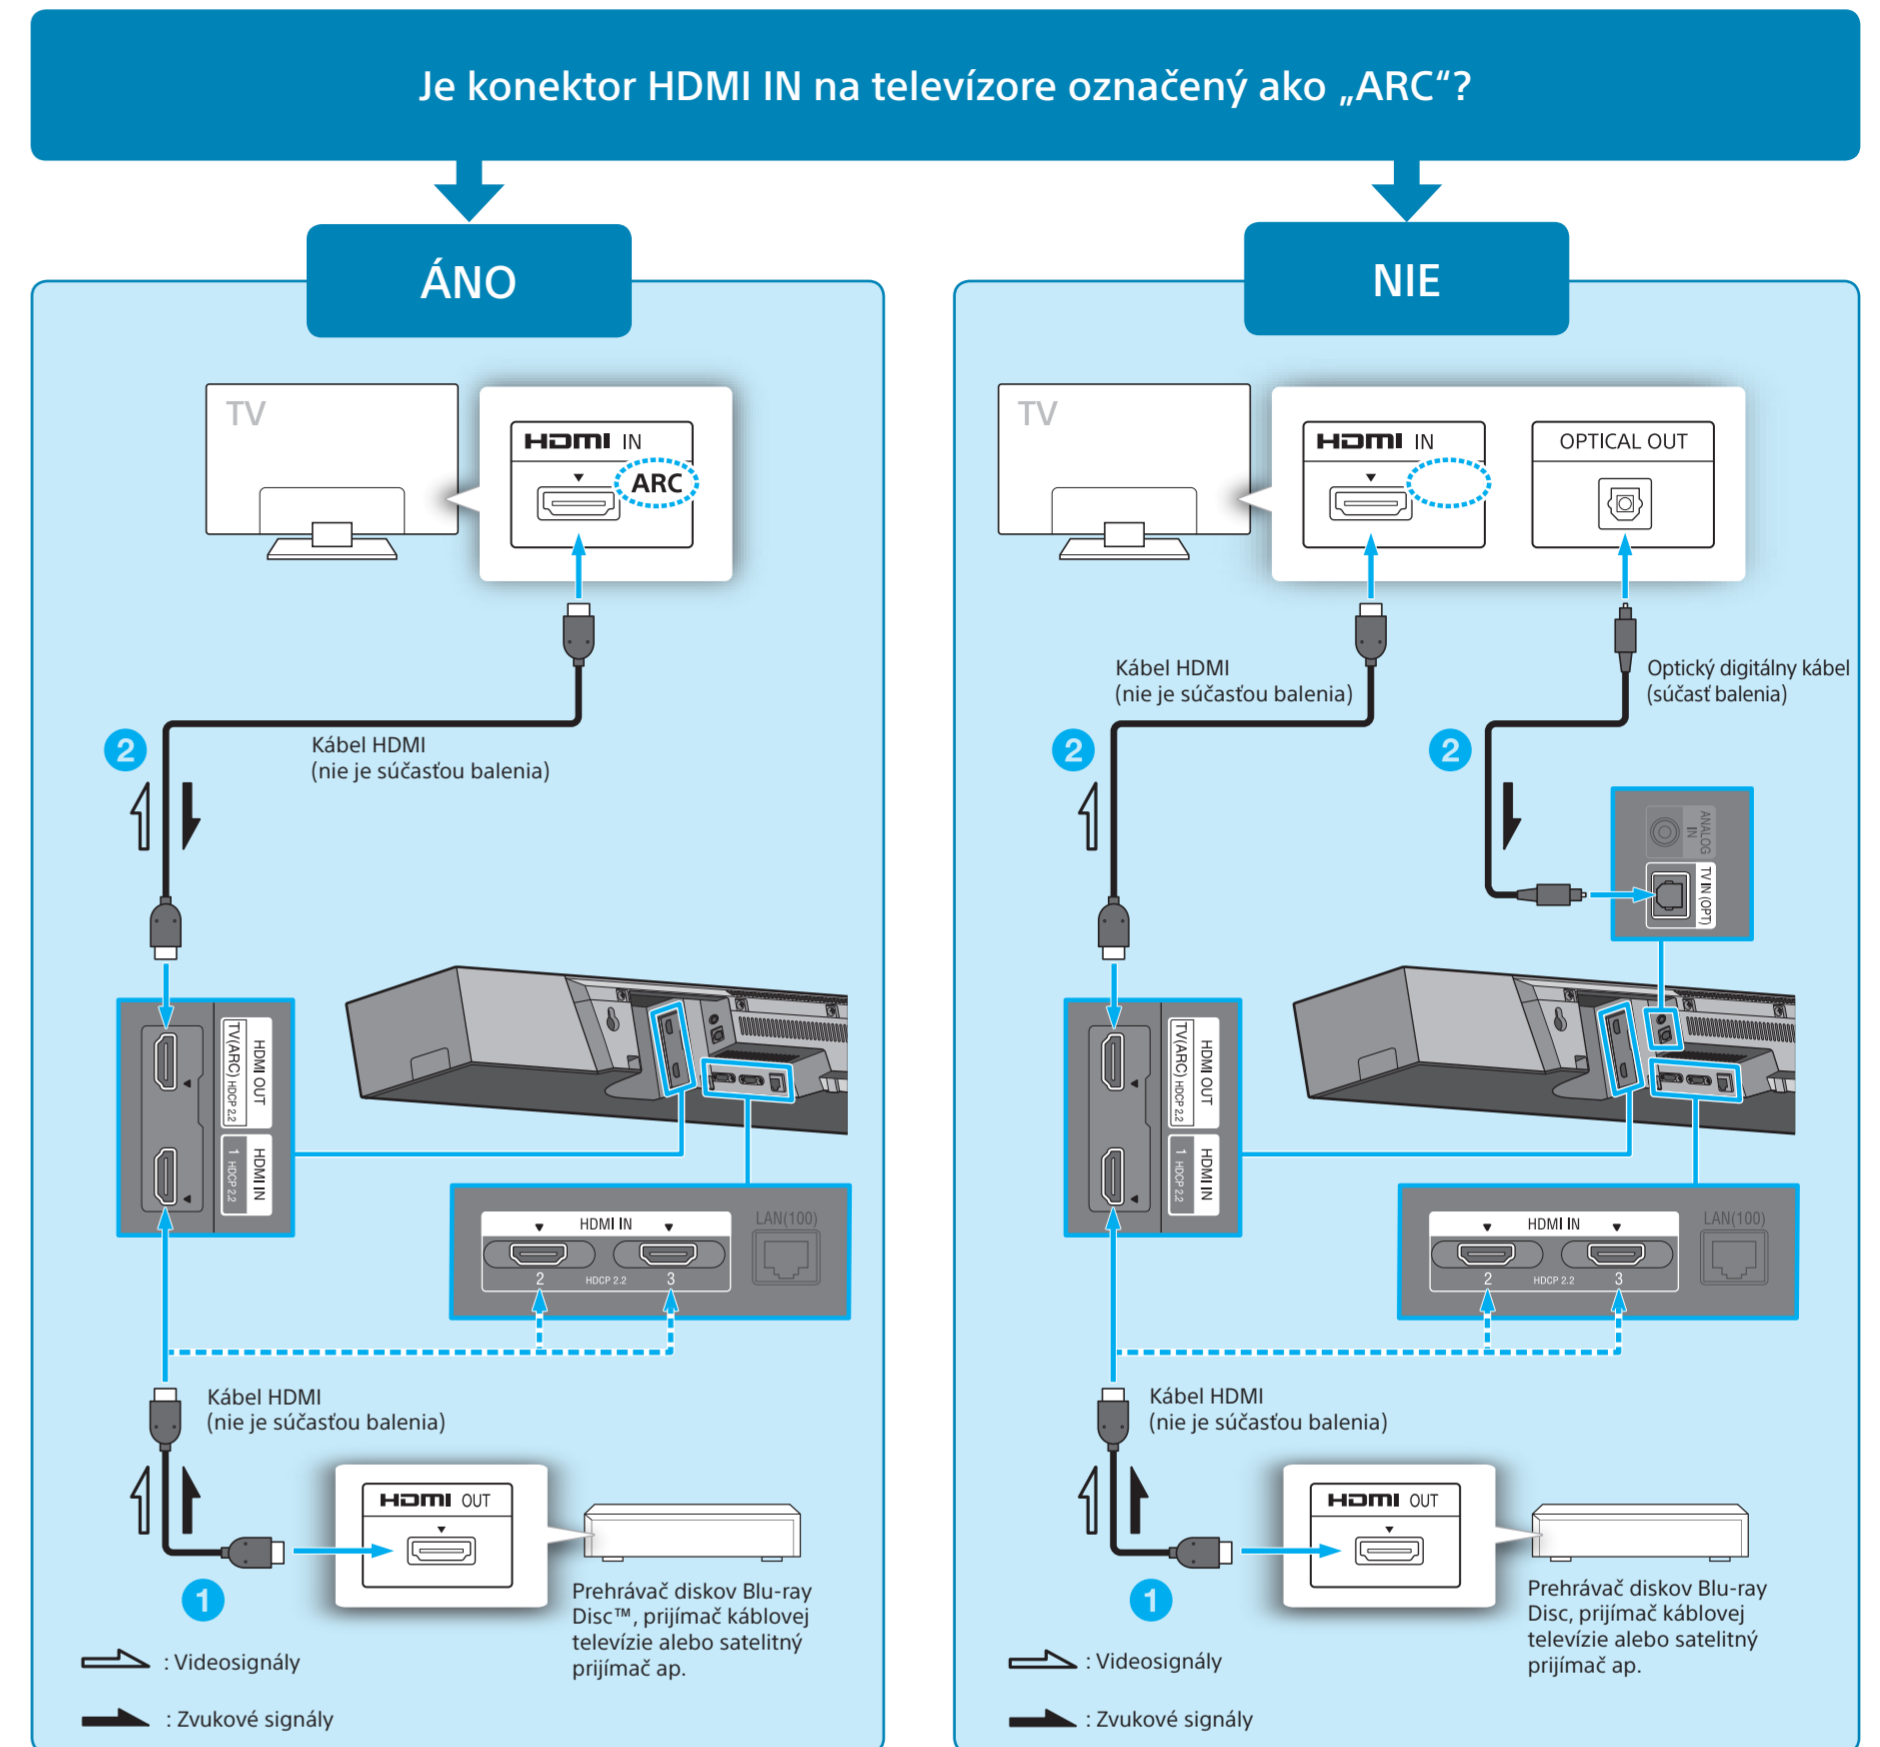 Je konektor HDMI IN na televízore označený ako „ARC“?
ÁNO
TV
HDMI IN
ARC
Kábel HDMI
(nie je súčasťou balenia)
2
HDMI OUT
TV(ARC) HDCP 2.2
HDMI IN
1 HDCP 2.2
HDMI IN
LAN(100)
2 HDCP 2.2 3
Kábel HDMI
(nie je súčasťou balenia)
HDMI OUT
1
Prehrávač diskov Blu-ray
Disc™, prijímač káblovej
televízie alebo satelitný
prijímač ap.
: Videosignály
: Zvukové signály
NIE
TV
HDMI IN
OPTICAL OUT
Kábel HDMI
(nie je súčasťou balenia)
Optický digitálny kábel
(súčasť balenia)
2
2
ANALOG
IN
TV IN (OPT)
HDMI OUT
TV(ARC) HDCP 2.2
HDMI IN
1 HDCP 2.2
HDMI IN
LAN(100)
2 HDCP 2.2 3
Kábel HDMI
(nie je súčasťou balenia)
HDMI OUT
1
Prehrávač diskov Blu-ray
Disc, prijímač káblovej
televízie alebo satelitný
prijímač ap.
: Videosignály
: Zvukové signály